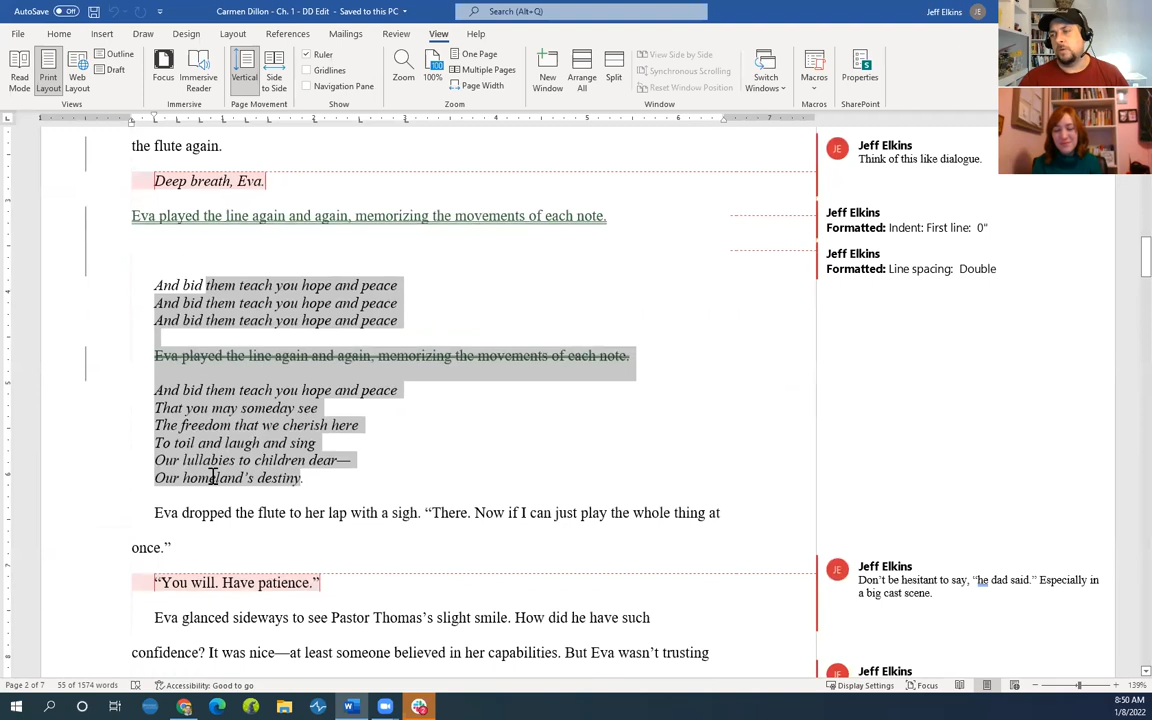 AutoSave Off Carmen Dillon - Ch. 1 - DD Edit - Saved to this PC Search (Alt+Q) Jeff Elkins JE
File Home Insert Draw Design Layout References Mailings Review View Help
Read Mode Print Layout Web Layout Outline Draft Focus Immersive Reader Vertical Side to Side Ruler Gridlines Navigation Pane Zoom 100% One Page Multiple Pages Page Width New Window Arrange All Split View Side by Side Synchronous Scrolling Reset Window Position Switch Windows Macros Properties
Views Immersive Page Movement Show Zoom Window Macros SharePoint
1 1 2 3 4 5 6 7
the flute again.
Deep breath, Eva.
Eva played the line again and again, memorizing the movements of each note.
And bid them teach you hope and peace
And bid them teach you hope and peace
And bid them teach you hope and peace
Eva played the line again and again, memorizing the movements of each note.
And bid them teach you hope and peace
That you may someday see
The freedom that we cherish here
To toil and laugh and sing
Our lullabies to children dear—
Our homeland’s destiny.
Eva dropped the flute to her lap with a sigh. “There. Now if I can just play the whole thing at
once.”
“You will. Have patience.”
Eva glanced sideways to see Pastor Thomas’s slight smile. How did he have such
confidence? It was nice—at least someone believed in her capabilities. But Eva wasn’t trusting
JE Jeff Elkins
Think of this like dialogue.
Jeff Elkins
Formatted: Indent: First line: 0"
Jeff Elkins
Formatted: Line spacing: Double
JE Jeff Elkins
Don’t be hesitant to say, “he dad said.” Especially in
a big cast scene.
JE Jeff Elkins
Page 2 of 7 55 of 1574 words Accessibility: Good to go Display Settings Focus 139%
8:50 AM
1/8/2022